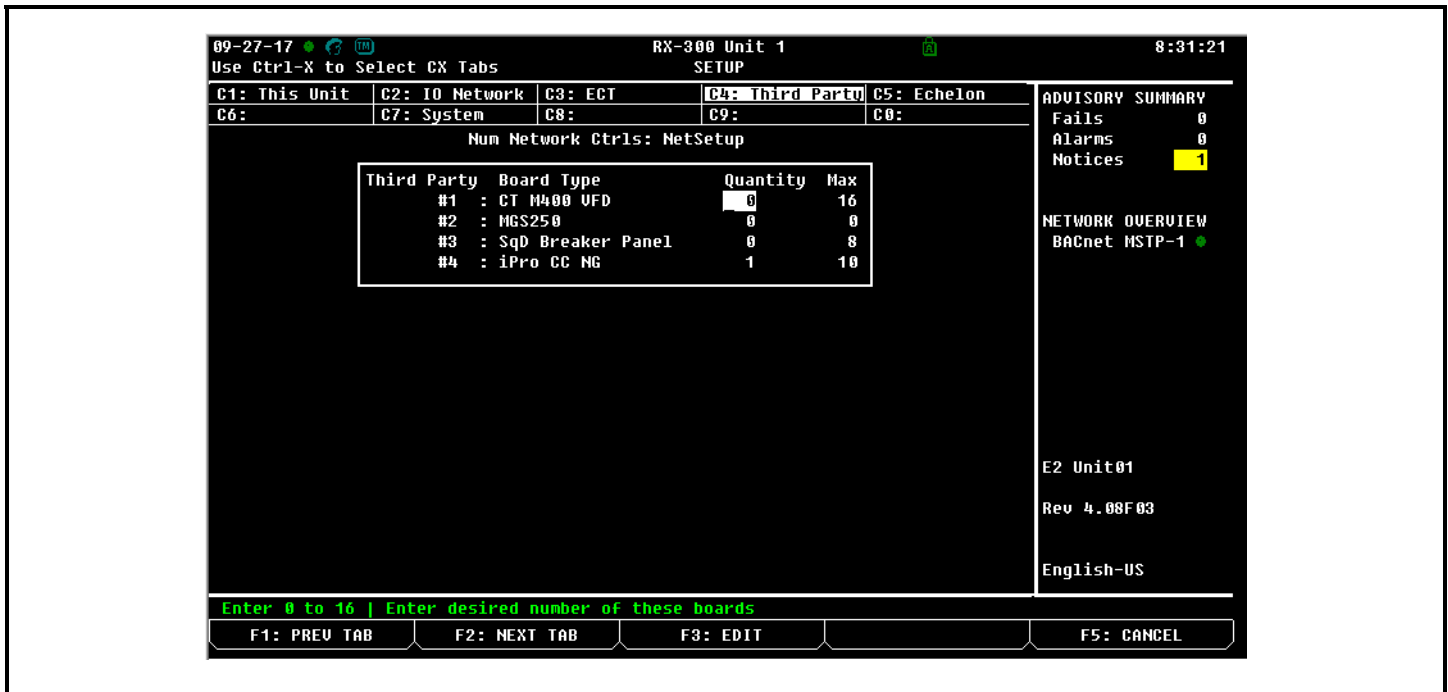 09-27-17 TM RX-300 Unit 1 A 8:31:21
Use Ctrl-X to Select CX Tabs SETUP
C1: This Unit C2: IO Network C3: ECT C4: Third Party C5: Echelon
C6: C7: System C8: C9: C0:
Num Network Ctrls: NetSetup
Third Party Board Type Quantity Max
#1 : CT M400 VFD 0 16
#2 : MGS250 0 0
#3 : SqD Breaker Panel 0 8
#4 : iPro CC NG 1 10
ADVISORY SUMMARY
Fails 0
Alarms 0
Notices 1
NETWORK OVERVIEW
BACnet MSTP-1
E2 Unit01
Rev 4.08F03
English-US
Enter 0 to 16 | Enter desired number of these boards
F1: PREV TAB F2: NEXT TAB F3: EDIT F5: CANCEL